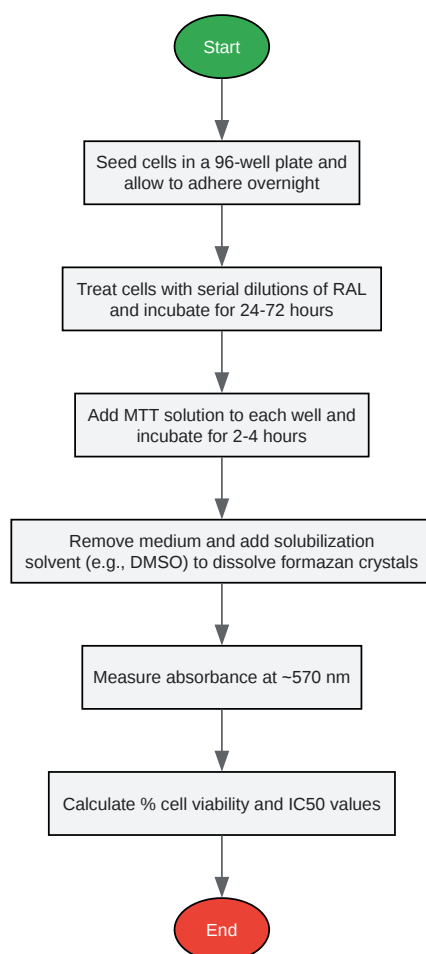 Start
Seed cells in a 96-well plate and
allow to adhere overnight
Treat cells with serial dilutions of RAL
and incubate for 24-72 hours
Add MTT solution to each well and
incubate for 2-4 hours
Remove medium and add solubilization
solvent (e.g., DMSO) to dissolve formazan crystals
Measure absorbance at ~570 nm
Calculate % cell viability and IC50 values
End